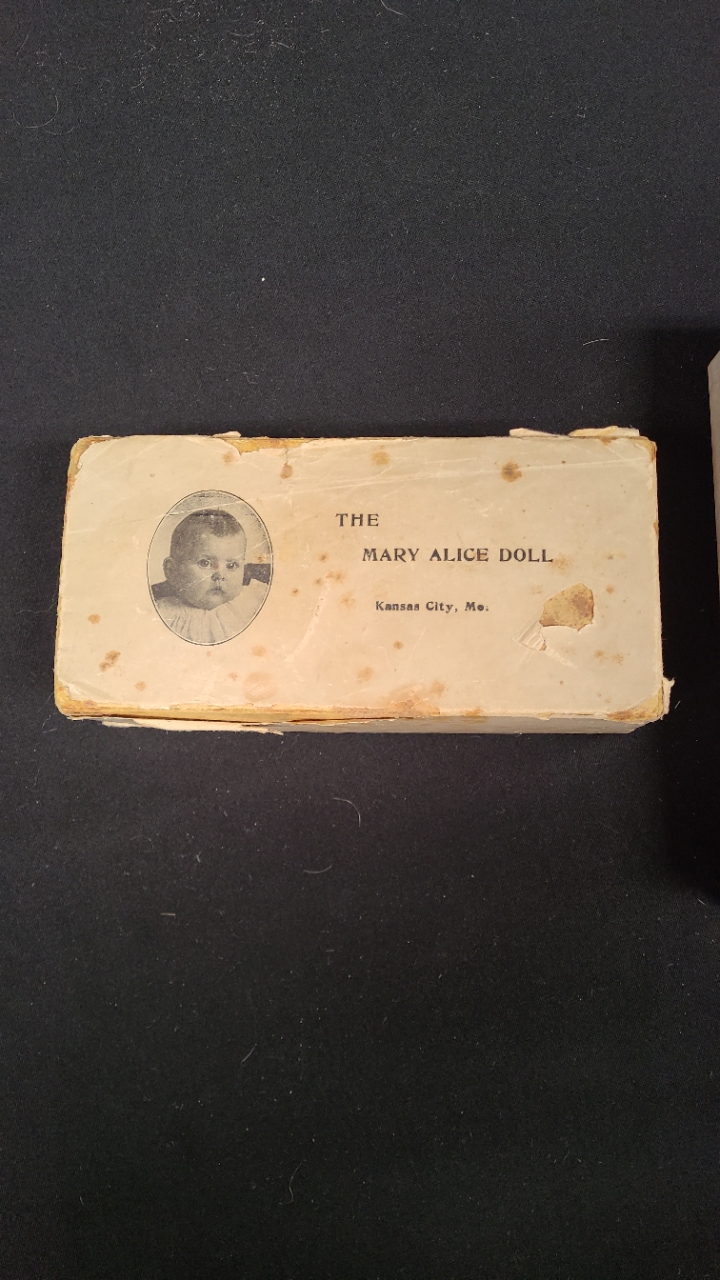 THE
MARY ALICE DOLL
Kansas City, Mo.